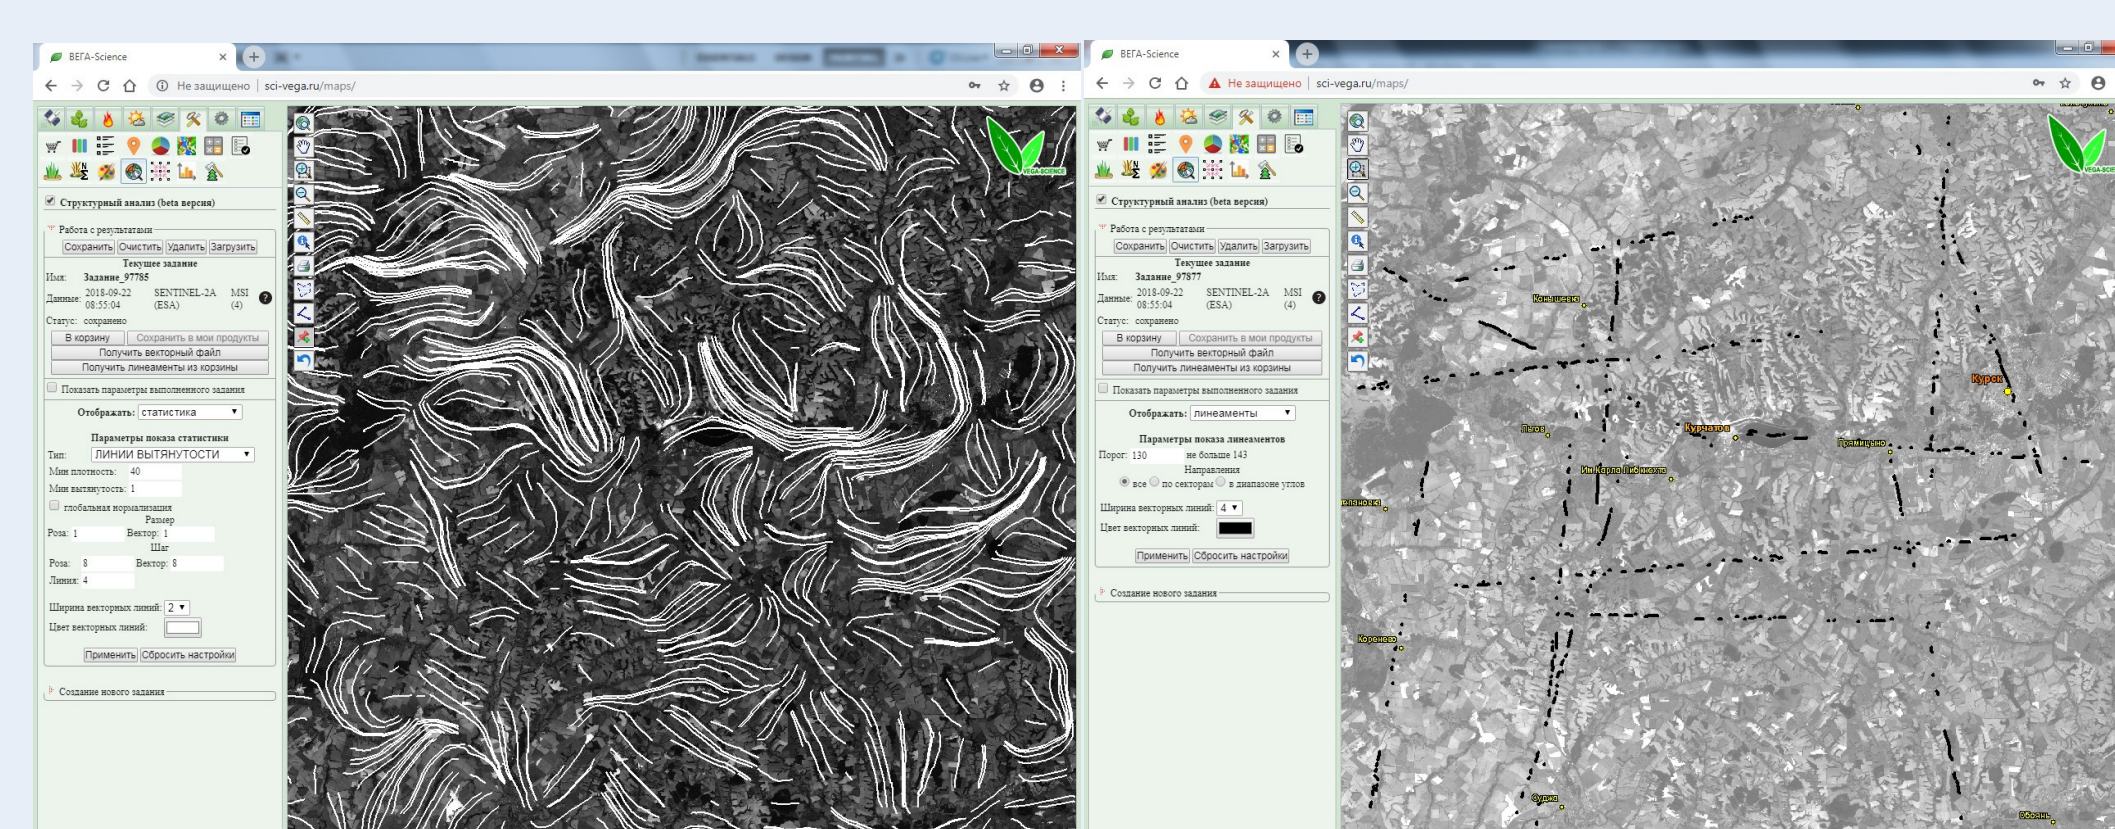 ВЕГА-Science
Не защищено | sci-vega.ru/maps/
Структурный анализ (beta версия)
Работа с результатами
Сохранить Очистить Удалить Загрузить
Текущее задание
Имя: Задание_97785
Данные: 2018-09-22 08:55:04 SENTINEL-2A (ESA) MSI (4) ?
Статус: сохранено
В корзину Сохранить в мои продукты
Получить векторный файл
Получить линеаменты из корзины
Показать параметры выполненного задания
Отображать: статистика
Параметры показа статистики
Тип: ЛИНИИ ВЫТЯНУТОСТИ
Мин плотность: 40
Мин вытянутость: 1
глобальная нормализация
Размер
Роза: 1 Вектор: 1
Шаг
Роза: 8 Вектор: 8
Линия: 4
Ширина векторных линий: 2
Цвет векторных линий:
Применить Сбросить настройки
Создание нового задания
VEGA-SCIENCE
ВЕГА-Science
Не защищено | sci-vega.ru/maps/
Структурный анализ (beta версия)
Работа с результатами
Сохранить Очистить Удалить Загрузить
Текущее задание
Имя: Задание_97877
Данные: 2018-09-22 08:55:04 SENTINEL-2A (ESA) MSI (4) ?
Статус: сохранено
В корзину Сохранить в мои продукты
Получить векторный файл
Получить линеаменты из корзины
Показать параметры выполненного задания
Отображать: линеаменты
Параметры показа линеаментов
Порог: 130 не больше 143
Направления
все по секторам в диапазоне углов
Ширина векторных линий: 4
Цвет векторных линий:
Применить Сбросить настройки
Создание нового задания
VEGA-SCIE
Конышевка
Курск
Льгов
Курчатов
Прямицыно
Им. Карла Либкнехта
Коренево
Суджа
Обоянь